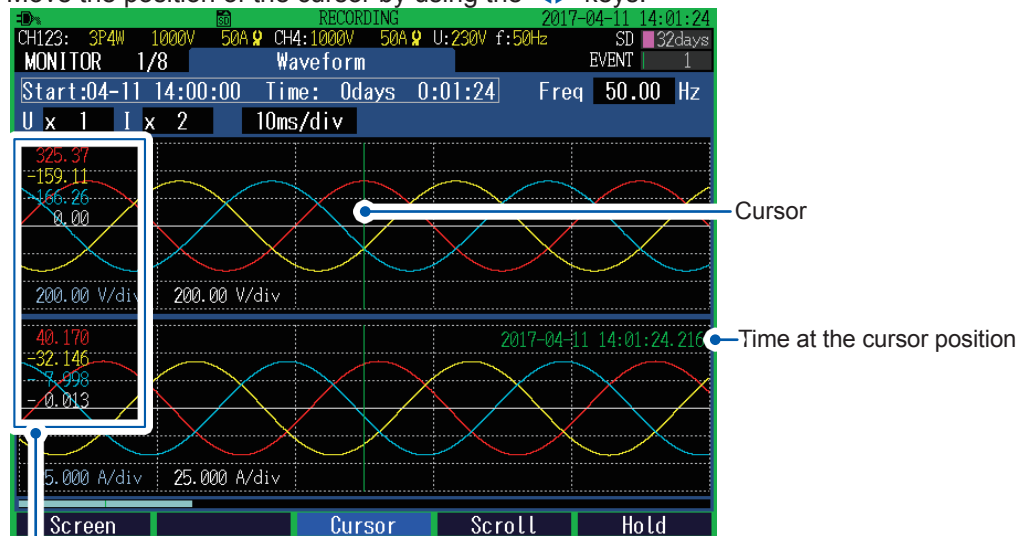 Move the position of the cursor by using the keys.
SD RECORDING 2017-04-11 14:01:24
CH123: 3P4W 1000V 50A CH4:1000V 50A U:230V f:50Hz SD 32days
MONITOR 1/8 Waveform EVENT 1
Start:04-11 14:00:00 Time: 0days 0:01:24 Freq 50.00 Hz
U x 1 I x 2 10ms/div
325.37
-159.11
-166.26
0.00
Cursor
200.00 V/div 200.00 V/div
40.170
2017-04-11 14:01:24.216
Time at the cursor position
-32.146
- 7.998
- 0.013
5.000 A/div 25.000 A/div
Screen Cursor Scroll Hold